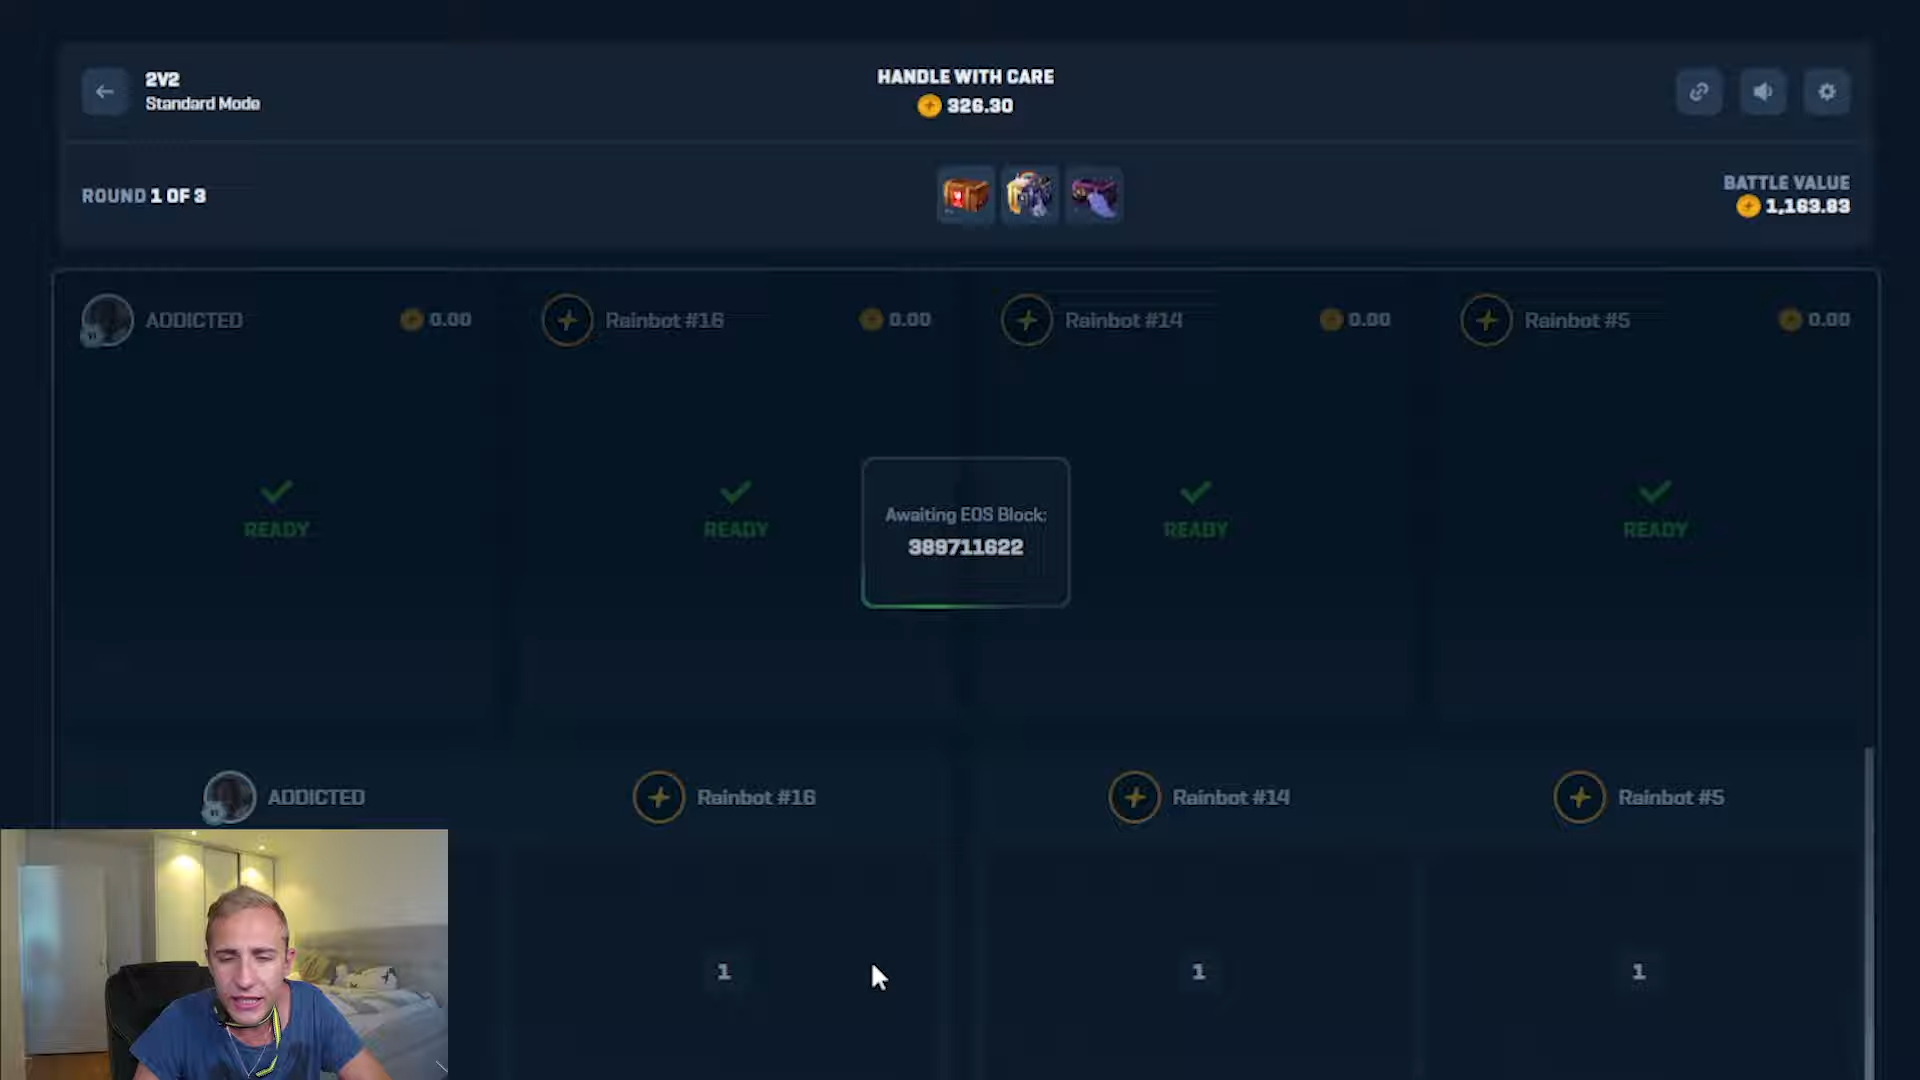 2V2
Standard Mode
HANDLE WITH CARE
326.30
ROUND 1 OF 3
BATTLE VALUE
1,163.83
ADDICTED
0.00
Rainbot #16
0.00
Rainbot #14
0.00
Rainbot #5
0.00
READY
READY
READY
READY
Awaiting EOS Block:
389711622
ADDICTED
Rainbot #16
Rainbot #14
Rainbot #5
1
1
1